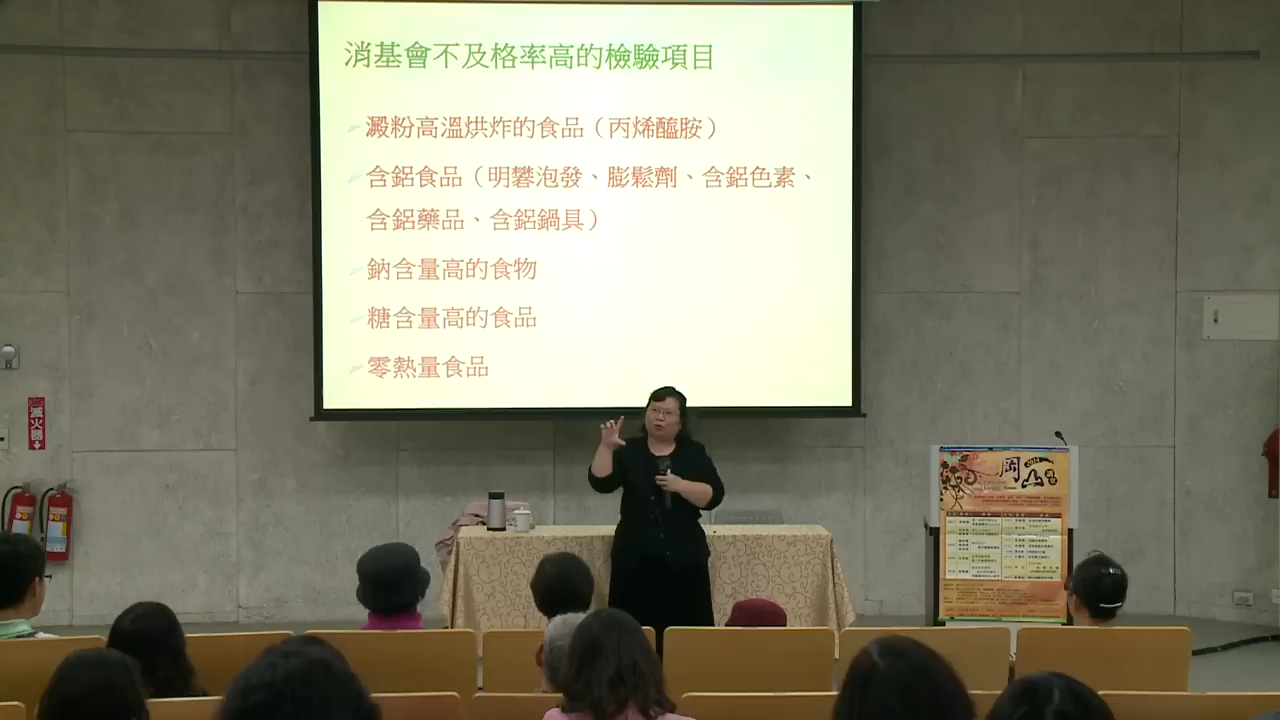 消基會不及格率高的檢驗項目
澱粉高溫烘炸的食品（丙烯醯胺）
含鋁食品（明礬泡發、膨鬆劑、含鋁色素、
含鋁藥品、含鋁鍋具）
鈉含量高的食物
糖含量高的食品
零熱量食品
滅火器
岡山